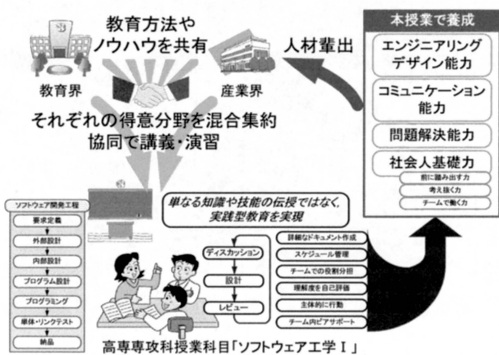 教育方法や
ノウハウを共有
教育界
産業界
人材輩出
それぞれの得意分野を混合集約
協同で講義・演習
本授業で養成
エンジニアリング
デザイン能力
コミュニケーション
能力
問題解決能力
社会人基礎力
前に踏み出す力
考え抜く力
チームで働く力
ソフトウェア開発工程
要求定義
外部設計
内部設計
プログラム設計
プログラミング
単体・リンクテスト
納品
単なる知識や技能の伝授ではなく,
実践型教育を実現
ディスカッション
設計
レビュー
詳細なドキュメント作成
スケジュール管理
チームでの役割分担
理解度を自己評価
主体的に行動
チーム内ピアサポート
高専専攻科授業科目「ソフトウェア工学Ⅰ」